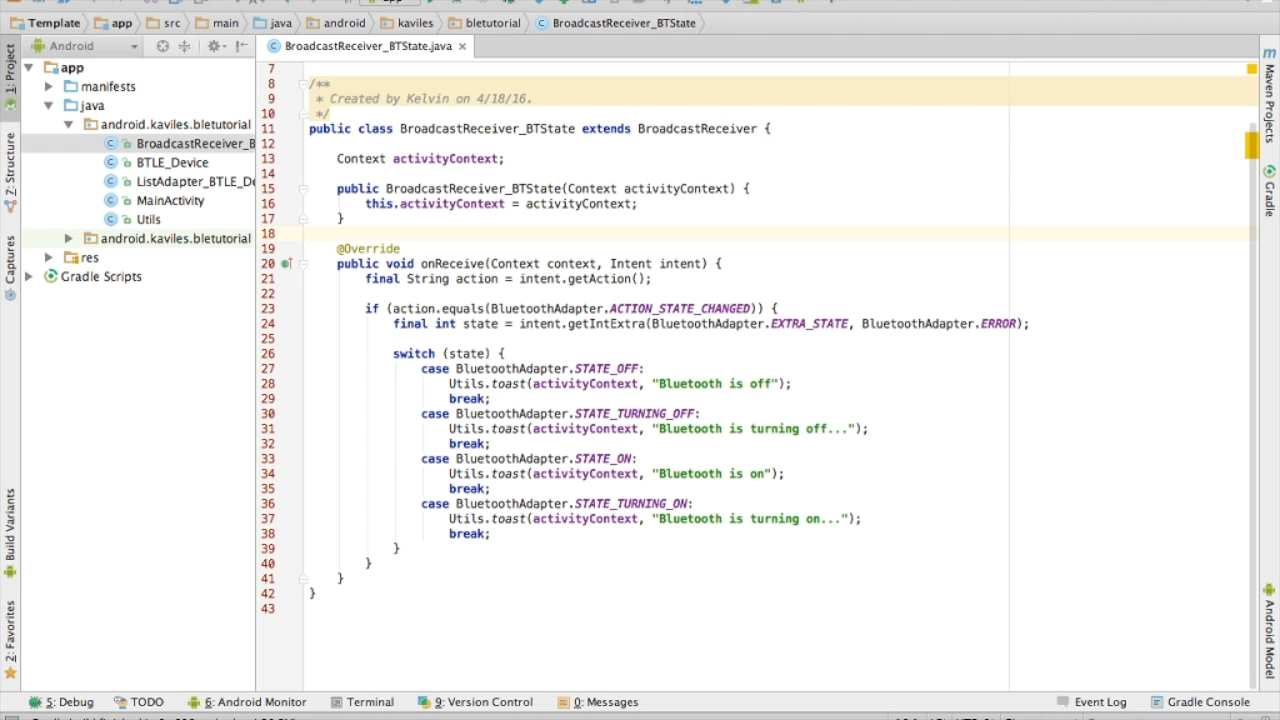 Template app src main java android kaviles bletutorial BroadcastReceiver_BTState
Android
BroadcastReceiver_BTState.java
1: Project
7: Structure
Captures
Build Variants
2: Favorites
app
manifests
java
android.kaviles.bletutorial
BroadcastReceiver_B
BTLE_Device
ListAdapter_BTLE_De
MainActivity
Utils
android.kaviles.bletutorial
res
Gradle Scripts
7
8 /**
9 * Created by Kelvin on 4/18/16.
10 */
11 public class BroadcastReceiver_BTState extends BroadcastReceiver {
12
13 Context activityContext;
14
15 public BroadcastReceiver_BTState(Context activityContext) {
16 this.activityContext = activityContext;
17 }
18
19 @Override
20 public void onReceive(Context context, Intent intent) {
21 final String action = intent.getAction();
22
23 if (action.equals(BluetoothAdapter.ACTION_STATE_CHANGED)) {
24 final int state = intent.getIntExtra(BluetoothAdapter.EXTRA_STATE, BluetoothAdapter.ERROR);
25
26 switch (state) {
27 case BluetoothAdapter.STATE_OFF:
28 Utils.toast(activityContext, "Bluetooth is off");
29 break;
30 case BluetoothAdapter.STATE_TURNING_OFF:
31 Utils.toast(activityContext, "Bluetooth is turning off...");
32 break;
33 case BluetoothAdapter.STATE_ON:
34 Utils.toast(activityContext, "Bluetooth is on");
35 break;
36 case BluetoothAdapter.STATE_TURNING_ON:
37 Utils.toast(activityContext, "Bluetooth is turning on...");
38 break;
39 }
40 }
41 }
42 }
43
Maven Projects
Gradle
Android Model
5: Debug TODO 6: Android Monitor Terminal 9: Version Control 0: Messages Event Log Gradle Console